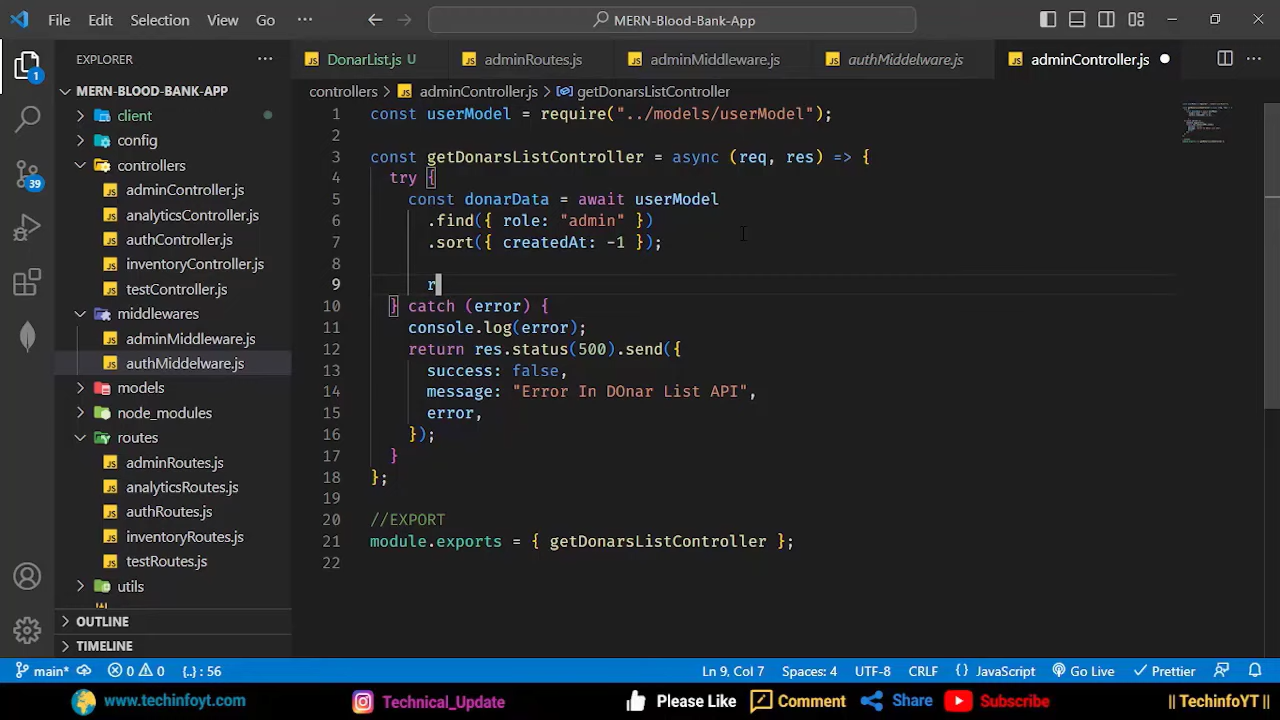 File Edit Selection View Go ··· MERN-Blood-Bank-App
EXPLORER
MERN-BLOOD-BANK-APP
client
config
controllers
adminController.js
analyticsController.js
authController.js
inventoryController.js
testController.js
middlewares
adminMiddleware.js
authMiddelware.js
models
node_modules
routes
adminRoutes.js
analyticsRoutes.js
authRoutes.js
inventoryRoutes.js
testRoutes.js
utils
OUTLINE
TIMELINE
1
39
JS DonarList.js U JS adminRoutes.js JS adminMiddleware.js JS authMiddelware.js JS adminController.js
controllers > JS adminController.js > getDonarsListController
1 const userModel = require("../models/userModel");
2
3 const getDonarsListController = async (req, res) => {
4 try {
5 const donarData = await userModel
6 .find({ role: "admin" })
7 .sort({ createdAt: -1 });
8
9 r
10 } catch (error) {
11 console.log(error);
12 return res.status(500).send({
13 success: false,
14 message: "Error In DOnar List API",
15 error,
16 });
17 }
18 };
19
20 //EXPORT
21 module.exports = { getDonarsListController };
22
main* 0 0 {..} : 56 Ln 9, Col 7 Spaces: 4 UTF-8 CRLF {} JavaScript Go Live Prettier
www.techinfoyt.com Technical_Update Please Like Comment Share Subscribe || TechinfoYT ||